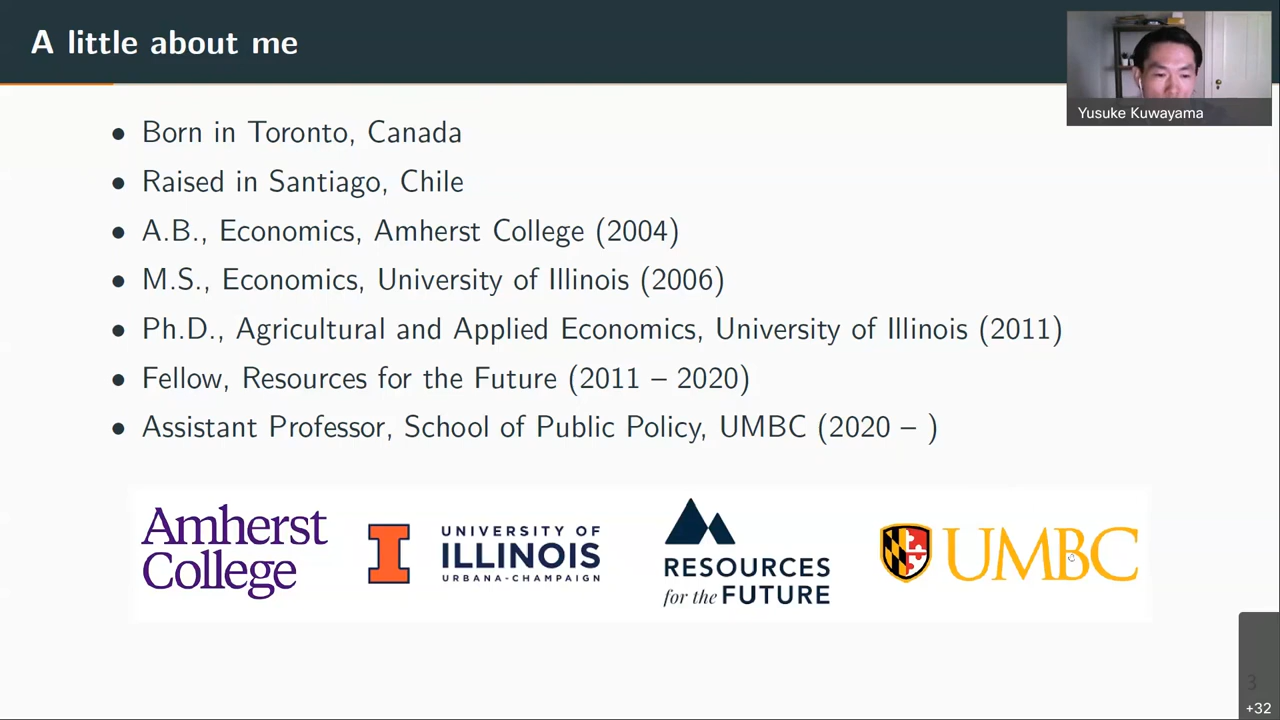 A little about me
Yusuke Kuwayama
• Born in Toronto, Canada
• Raised in Santiago, Chile
• A.B., Economics, Amherst College (2004)
• M.S., Economics, University of Illinois (2006)
• Ph.D., Agricultural and Applied Economics, University of Illinois (2011)
• Fellow, Resources for the Future (2011 – 2020)
• Assistant Professor, School of Public Policy, UMBC (2020 – )
Amherst
College
I
UNIVERSITY OF
ILLINOIS
URBANA-CHAMPAIGN
RESOURCES
for the FUTURE
UMBC
3
+32